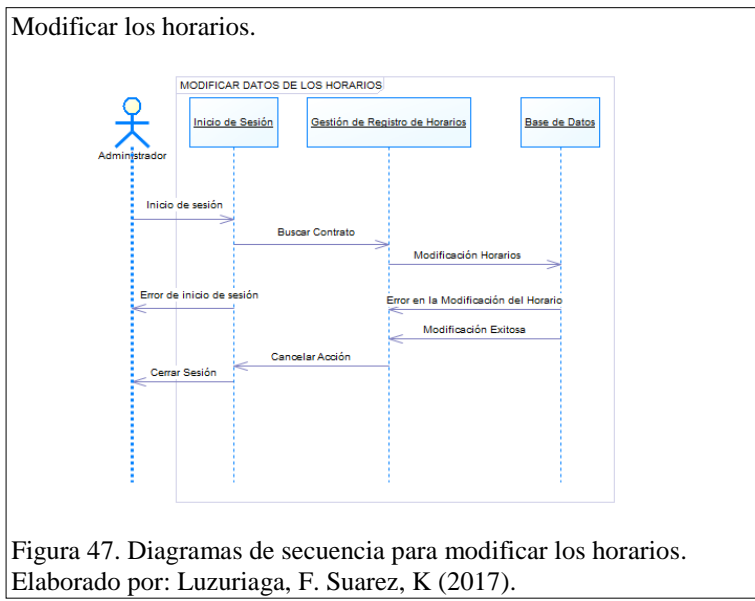 Modificar los horarios.
MODIFICAR DATOS DE LOS HORARIOS
Inicio de Sesión
Gestión de Registro de Horarios
Base de Datos
Administrador
Inicio de sesión
Buscar Contrato
Modificación Horarios
Error de inicio de sesión
Error en la Modificación del Horario
Modificación Exitosa
Cancelar Acción
Cerrar Sesión
Figura 47. Diagramas de secuencia para modificar los horarios.
Elaborado por: Luzuriaga, F. Suarez, K (2017).